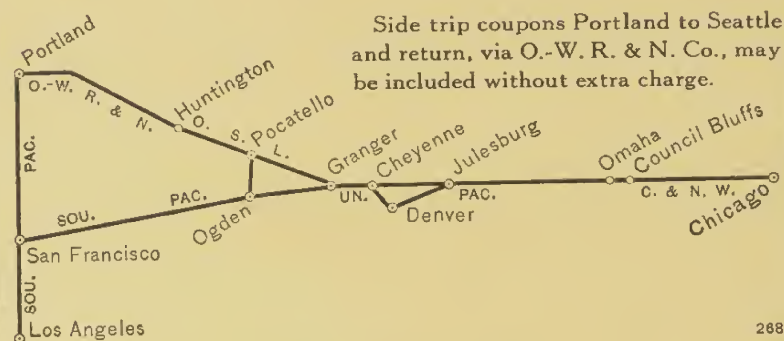 Side trip coupons Portland to Seattle
and return, via O.-W. R. & N. Co., may
be included without extra charge.
Portland
O.-W. R. & N.
Huntington
O. S. L.
Pocatello
Granger
Cheyenne
Julesburg
Omaha
Council Bluffs
PAC.
SOU. PAC.
Ogden
UN. PAC.
Denver
C. & N. W.
Chicago
San Francisco
SOU.
Los Angeles
268